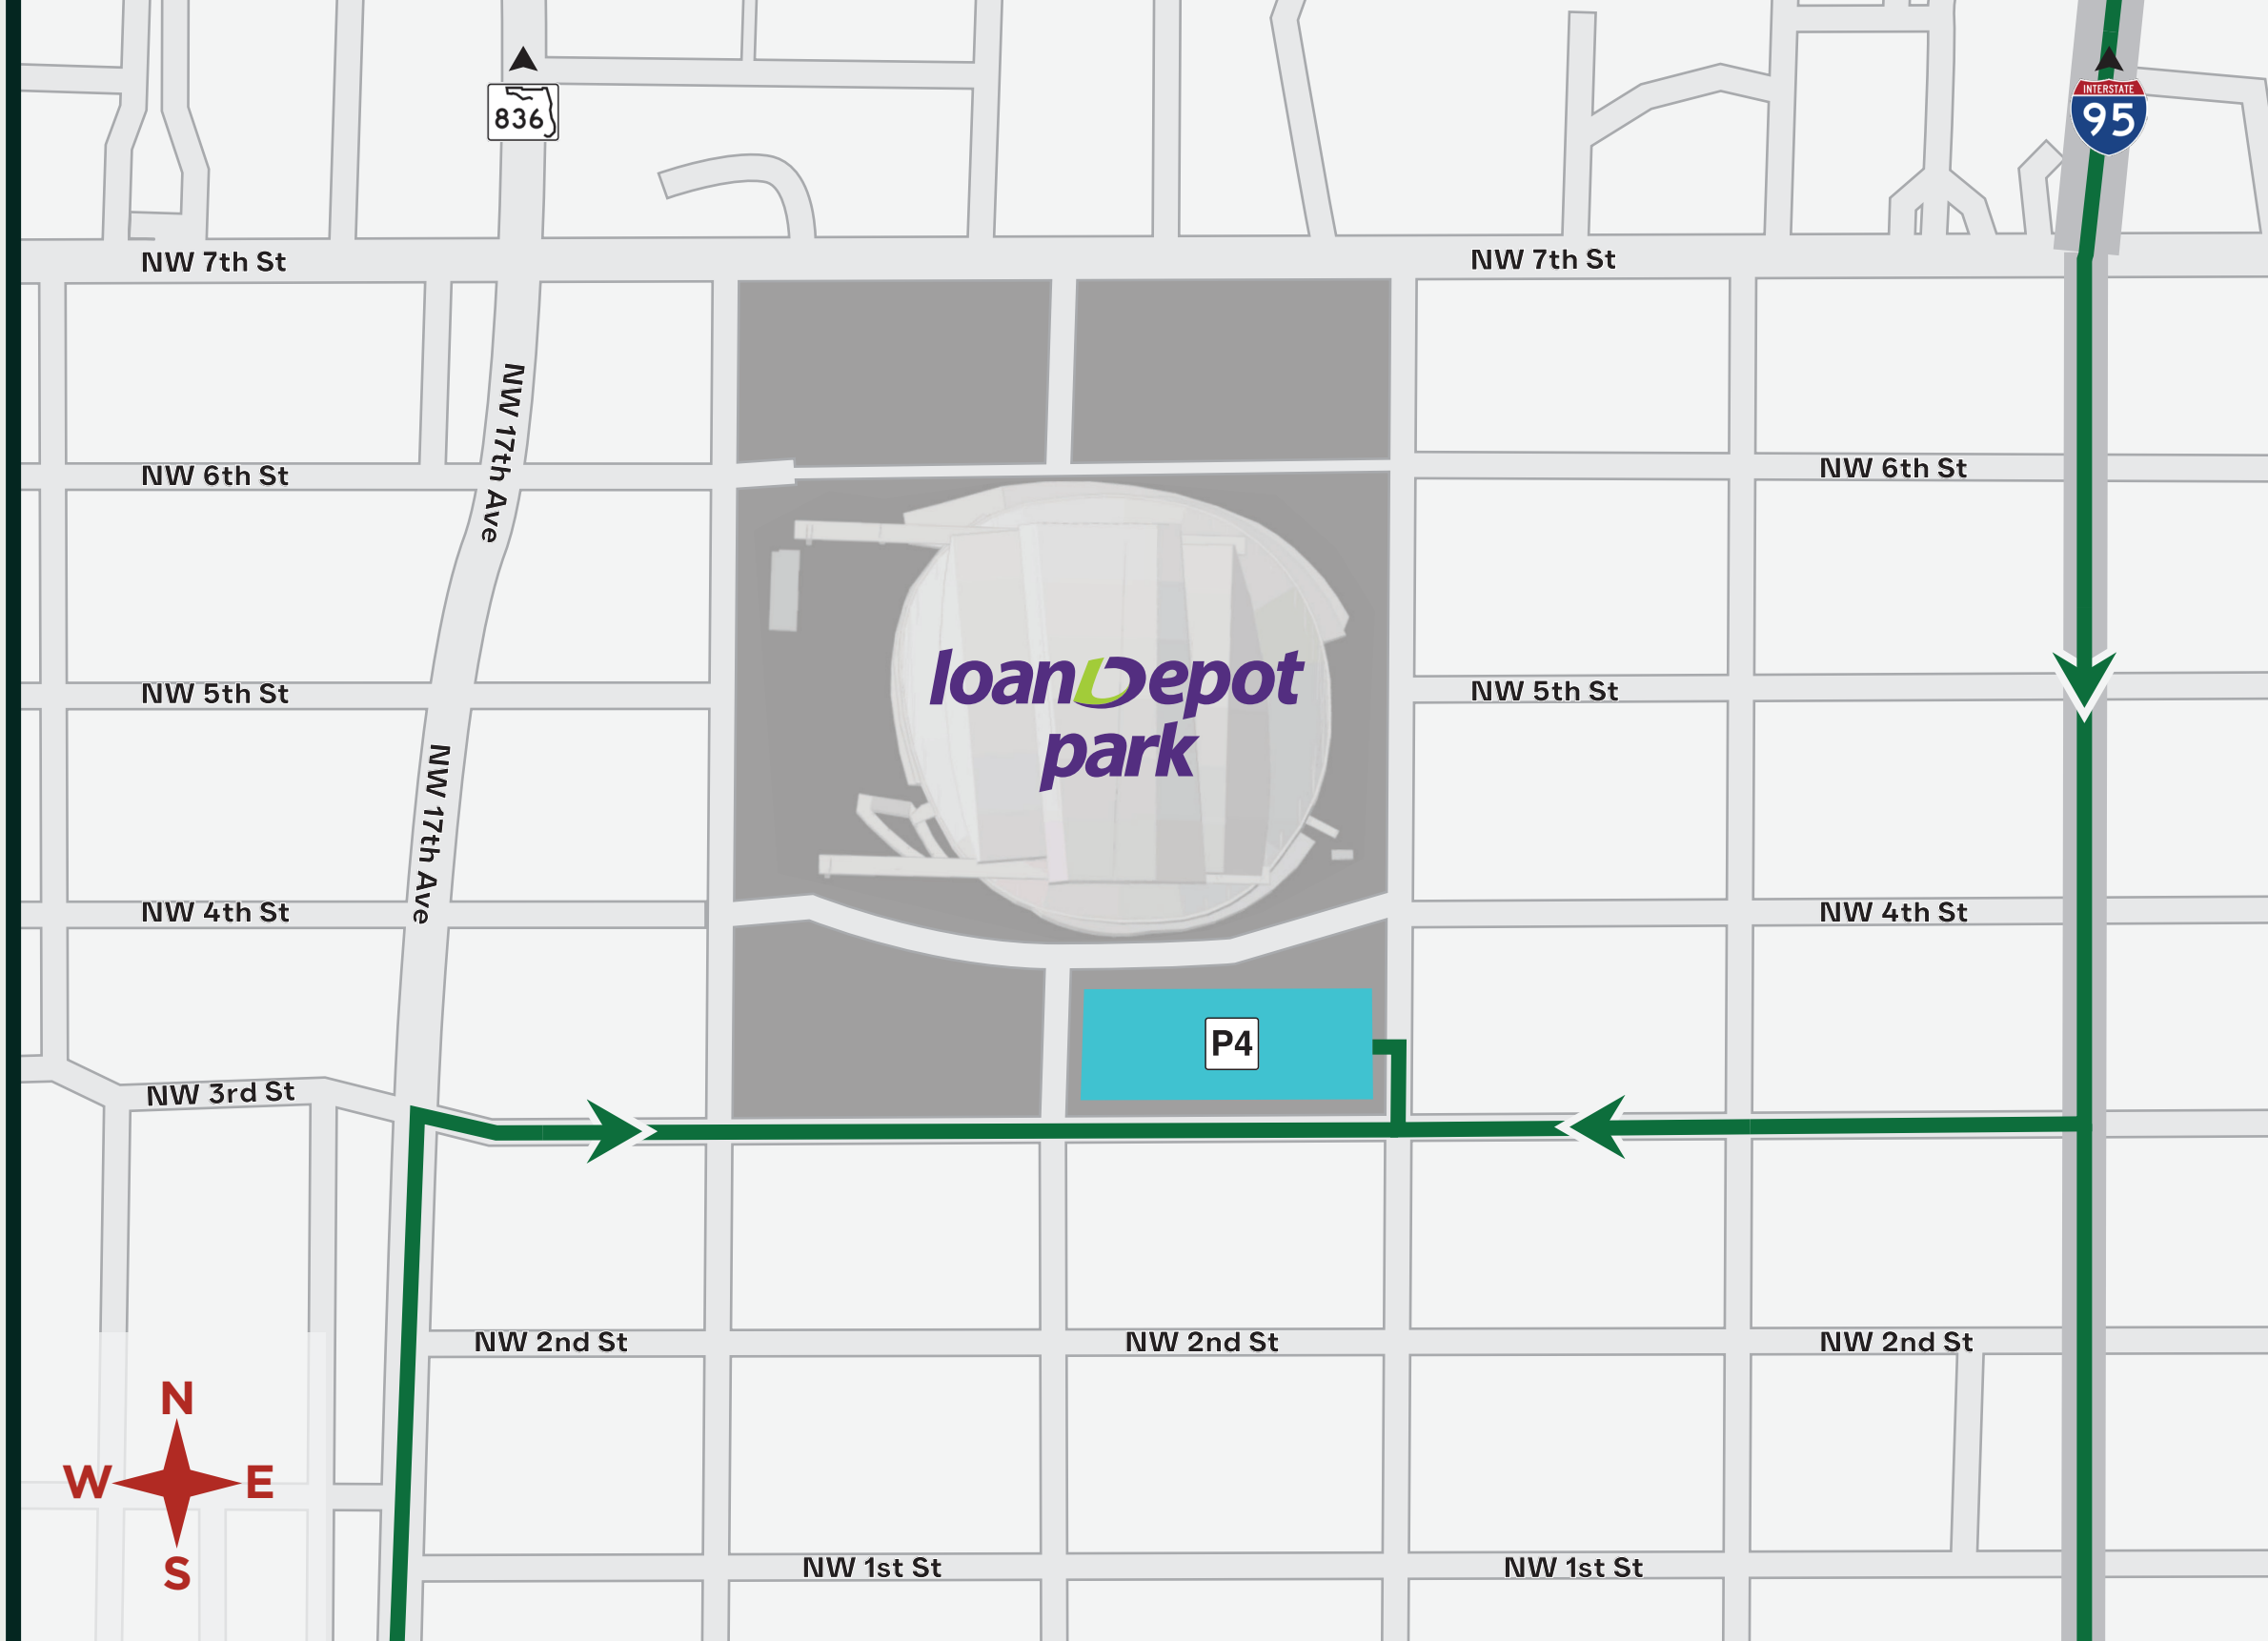 836
INTERSTATE
95
NW 7th St
NW 7th St
NW 17th Ave
NW 6th St
NW 6th St
loanDepot
park
NW 5th St
NW 5th St
NW 17th Ave
NW 4th St
NW 4th St
P4
NW 3rd St
NW 2nd St
NW 2nd St
NW 2nd St
N
W
E
S
NW 1st St
NW 1st St